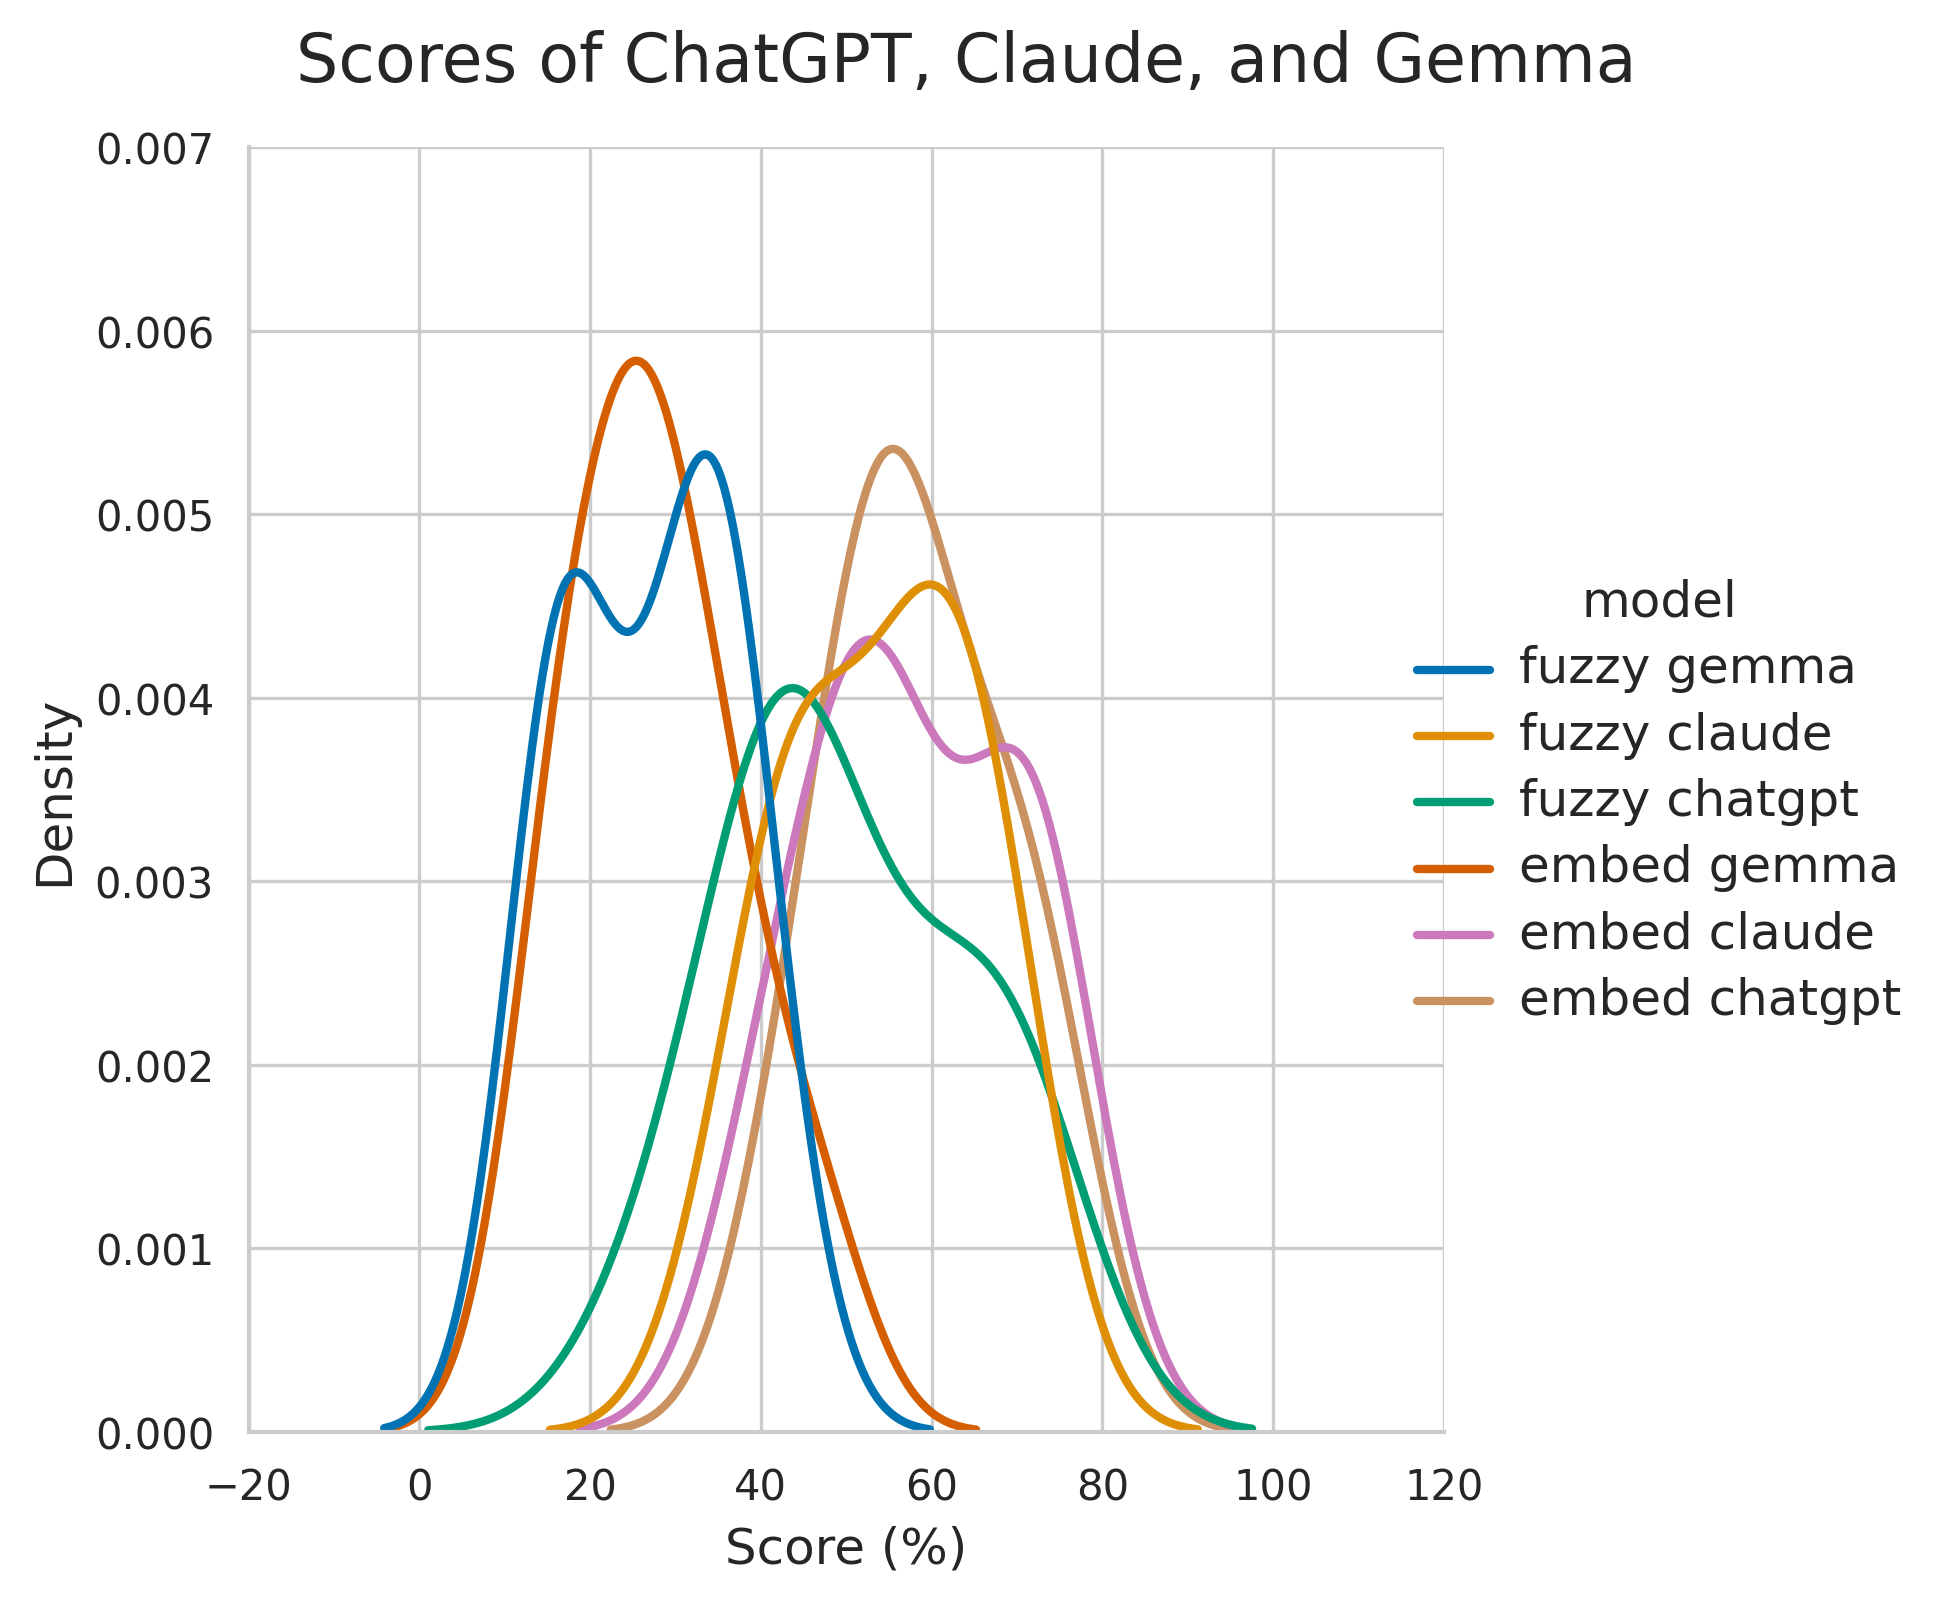 Scores of ChatGPT, Claude, and Gemma
0.007
0.006
0.005
0.004
0.003
0.002
0.001
0.000
Density
−20 0 20 40 60 80 100 120
Score (%)
model
fuzzy gemma
fuzzy claude
fuzzy chatgpt
embed gemma
embed claude
embed chatgpt